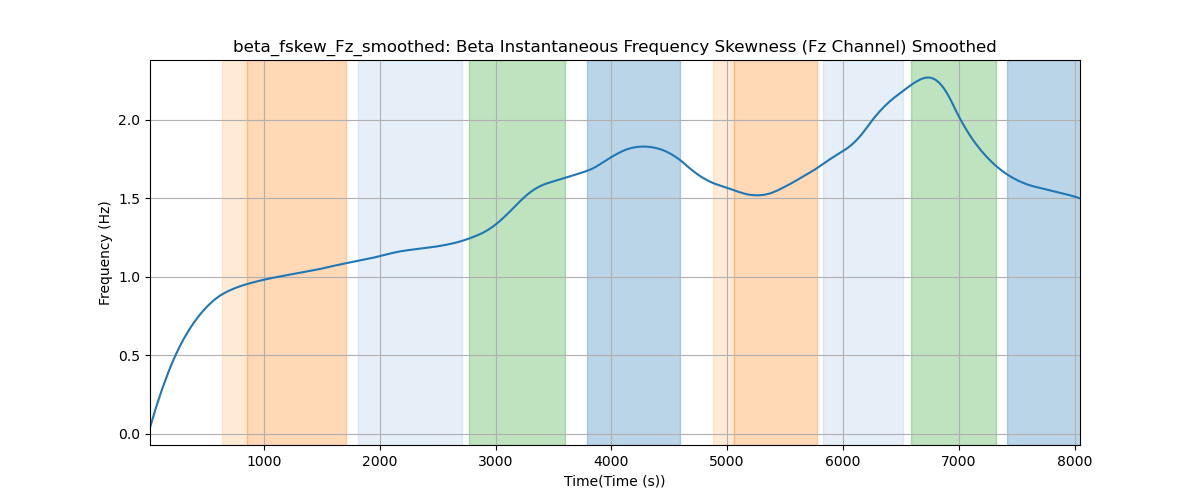 beta_fskew_Fz_smoothed: Beta Instantaneous Frequency Skewness (Fz Channel) Smoothed
Frequency (Hz)
2.0
1.5
1.0
0.5
0.0
1000 2000 3000 4000 5000 6000 7000 8000
Time(Time (s))